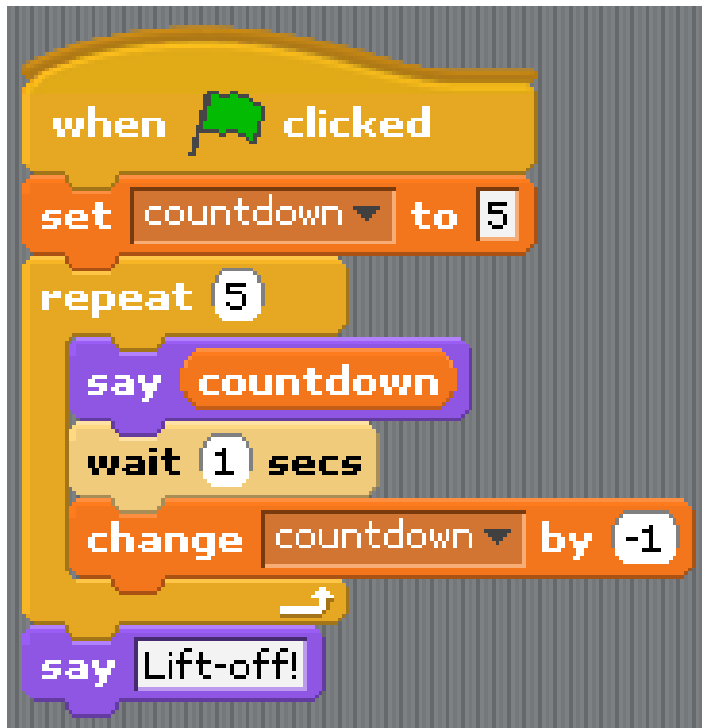 when clicked
set countdown to 5
repeat 5
say countdown
wait 1 secs
change countdown by -1
say Lift-off!